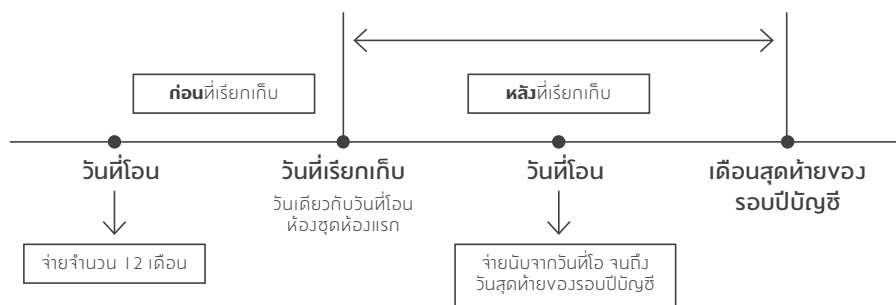 ก่อนที่เรียกเก็บ
หลังที่เรียกเก็บ
วันที่โอน
วันที่เรียกเก็บ
วันเดียวกับวันที่โอน
ห้องชุดห้องแรก
วันที่โอน
เดือนสุดท้ายของ
รอบปีบัญชี
จ่ายจำนวน 12 เดือน
จ่ายนับจากวันที่โอ จนถึง
วันสุดท้ายของรอบปีบัญชี